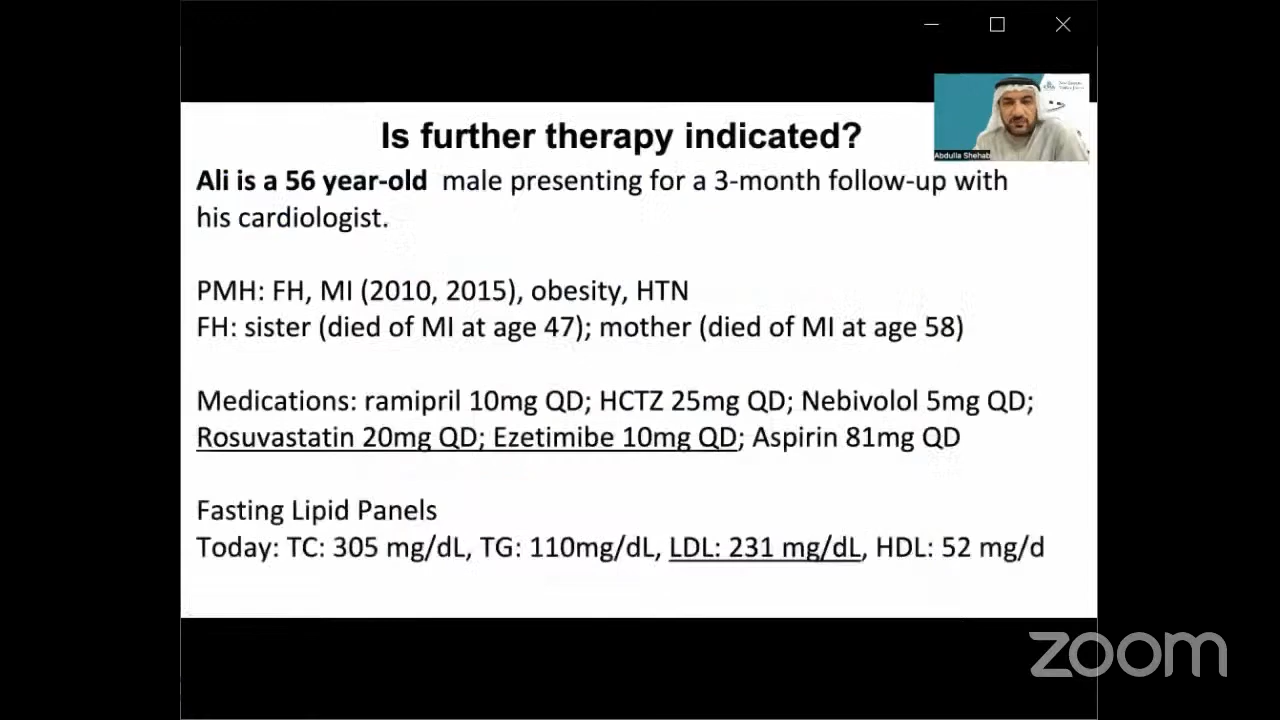 Is further therapy indicated?
Abdulla Shehab
Ali is a 56 year-old male presenting for a 3-month follow-up with
his cardiologist.
PMH: FH, MI (2010, 2015), obesity, HTN
FH: sister (died of MI at age 47); mother (died of MI at age 58)
Medications: ramipril 10mg QD; HCTZ 25mg QD; Nebivolol 5mg QD;
Rosuvastatin 20mg QD; Ezetimibe 10mg QD; Aspirin 81mg QD
Fasting Lipid Panels
Today: TC: 305 mg/dL, TG: 110mg/dL, LDL: 231 mg/dL, HDL: 52 mg/d
zoom